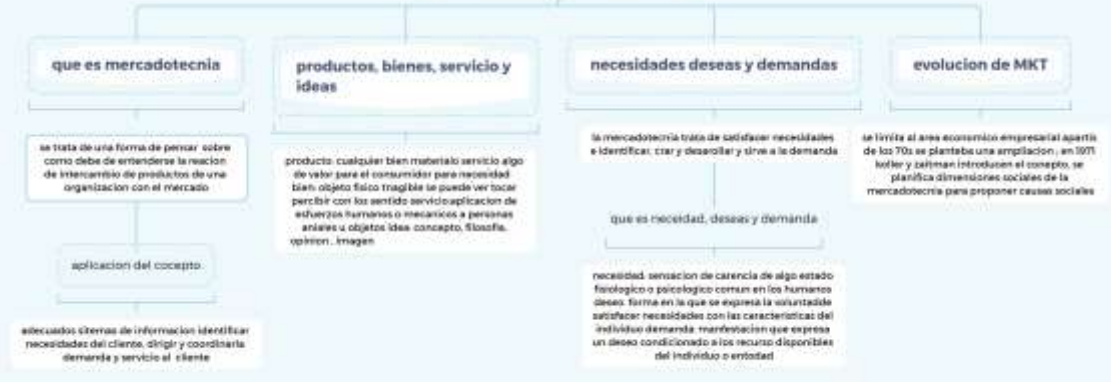 que es mercadotecnia
se trata de una forma de pensar sobre
como debe de entenderse la reacion
de intercambio de productos de una
organizacion con el mercado
aplicacion del cocepto
adecuados sitemas de informacion identificar
necesidades del cliente, dirigir y coordinarla
demanda y servicio al cliente
productos, bienes, servicio y
ideas
producto: cualquier bien materialo servicio algo
de valor para el consumidor para necesidad
bien: objeto fisico tnagible se puede ver tocar
percibir con los sentido servicio:aplicacion de
esfuerzos humanos o mecanicos a personas
aniales u objetos idea: concepto, filosofia,
opinion , imagen
necesidades deseas y demandas
la mercadotecnia trata de satisfacer necesidades
e identificar, crar y desarollar y sirve a la demanda
que es neceidad, deseas y demanda
necesidad: sensacion de carencia de algo estado
fisiologico o psicologico comun en los humanos
deseo: forma en la que se expresa la voluntadde
satisfacer necesidades con las caracteristicas del
individuo demanda: manfestacion que expresa
un deseo condicionado a los recurso disponibles
del individuo o entodad
evolucion de MKT
se limita al area economico empresarial apartis
de los 70s se planteba una ampliacion , en 1971
koller y zaltman introducen el conepto, se
planifica dimensiones sociales de la
mercadotecnia para proponer causas sociales